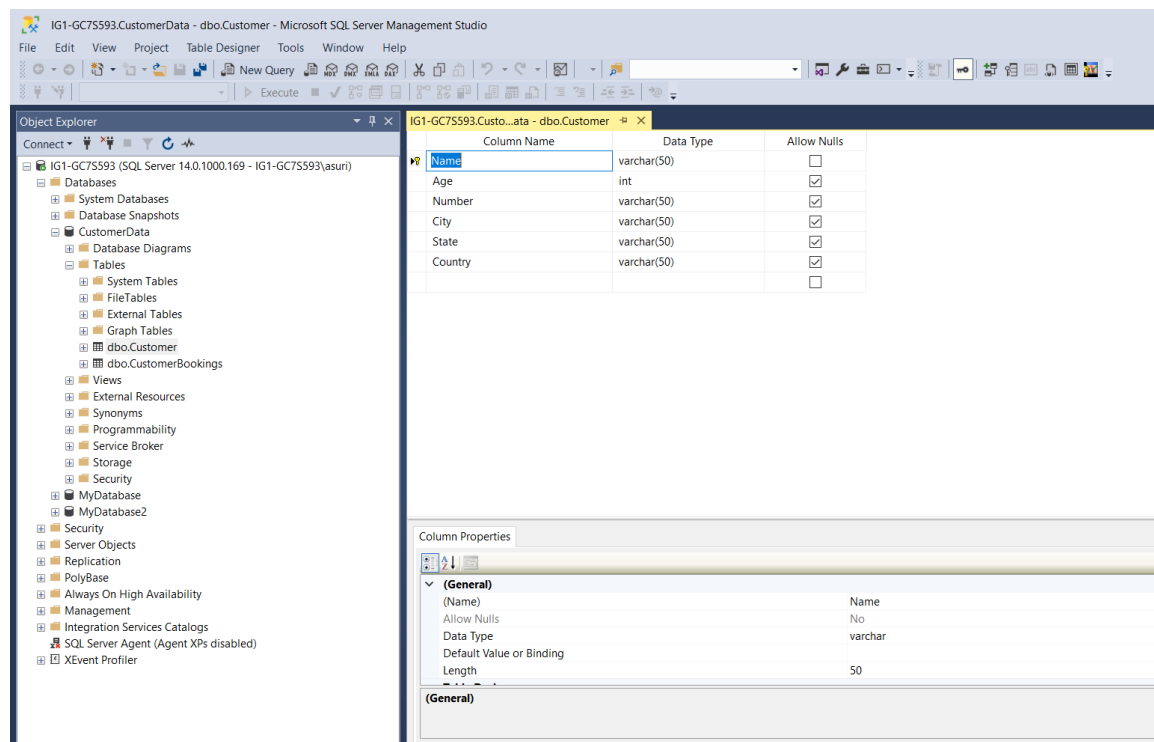 IG1-GC7S593.CustomerData - dbo.Customer - Microsoft SQL Server Management Studio
File Edit View Project Table Designer Tools Window Help
New Query MDX DMX XMLA DAX
Execute
Object Explorer
Connect
IG1-GC7S593 (SQL Server 14.0.1000.169 - IG1-GC7S593\asuri)
Databases
System Databases
Database Snapshots
CustomerData
Database Diagrams
Tables
System Tables
FileTables
External Tables
Graph Tables
dbo.Customer
dbo.CustomerBookings
Views
External Resources
Synonyms
Programmability
Service Broker
Storage
Security
MyDatabase
MyDatabase2
Security
Server Objects
Replication
PolyBase
Always On High Availability
Management
Integration Services Catalogs
SQL Server Agent (Agent XPs disabled)
XEvent Profiler
IG1-GC7S593.Custo...ata - dbo.Customer
Column Name Data Type Allow Nulls
Name varchar(50)
Age int
Number varchar(50)
City varchar(50)
State varchar(50)
Country varchar(50)
Column Properties
(General)
(Name) Name
Allow Nulls No
Data Type varchar
Default Value or Binding
Length 50
(General)